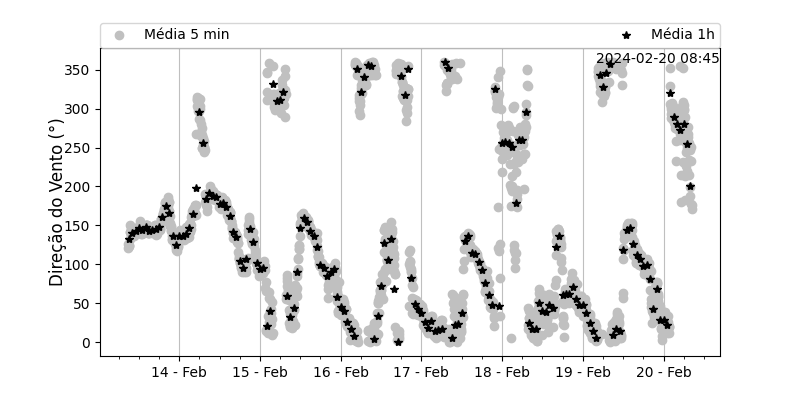 Média 5 min
Média 1h
2024-02-20 08:45
Direção do Vento (°)
350
300
250
200
150
100
50
0
14 - Feb
15 - Feb
16 - Feb
17 - Feb
18 - Feb
19 - Feb
20 - Feb